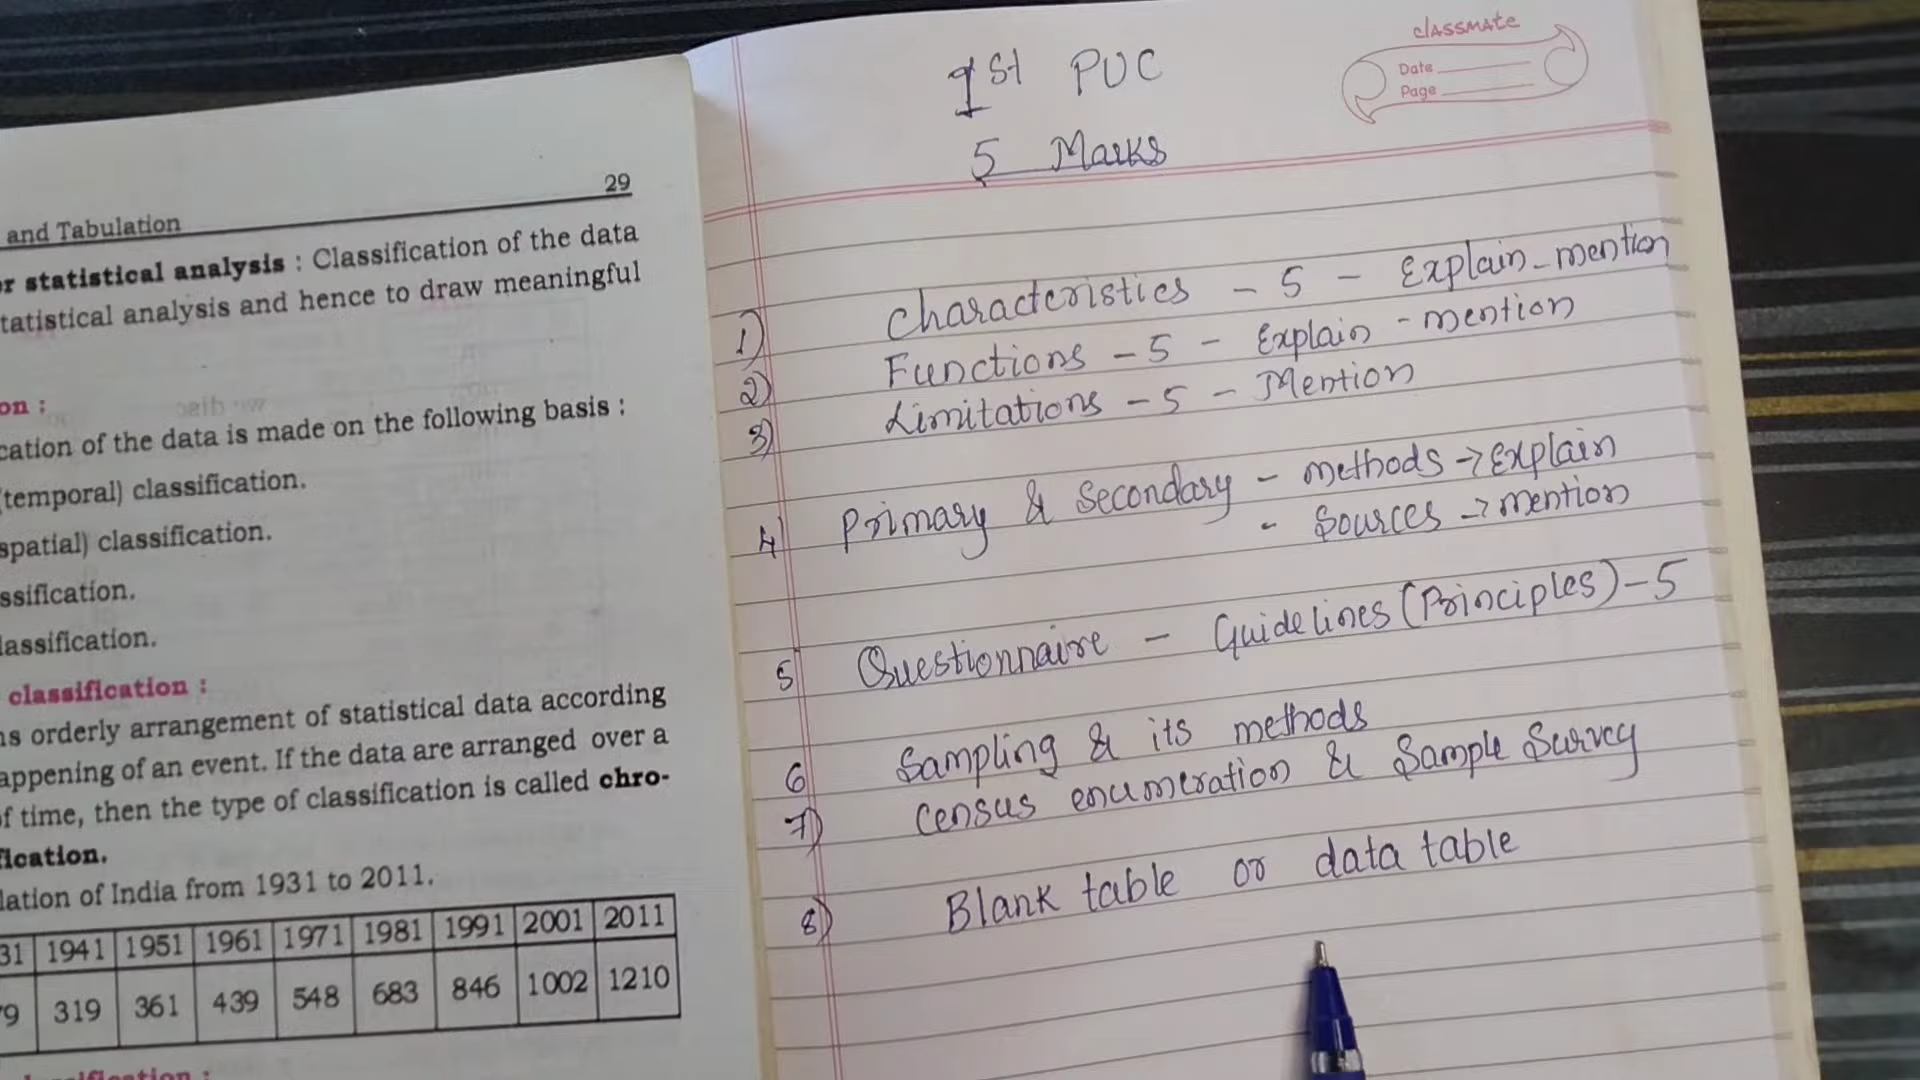 29
and Tabulation
r statistical analysis : Classification of the data
tatistical analysis and hence to draw meaningful
on :
cation of the data is made on the following basis :
(temporal) classification.
spatial) classification.
ssification.
lassification.
classification :
ns orderly arrangement of statistical data according
appening of an event. If the data are arranged over a
f time, then the type of classification is called chro-
fication.
lation of India from 1931 to 2011.
31 1941 1951 1961 1971 1981 1991 2001 2011
9 319 361 439 548 683 846 1002 1210
classmate
Date
Page
1st PUC
5 Marks
1) Characteristics - 5 - Explain - mention
2) Functions - 5 - Explain - mention
3) Limitations - 5 - Mention
4) Primary & Secondary - methods → Explain
- Sources → mention
5 Questionnaire - Guidelines (Principles) - 5
6 Sampling & its methods
7) Census enumeration & Sample Survey
8) Blank table or data table